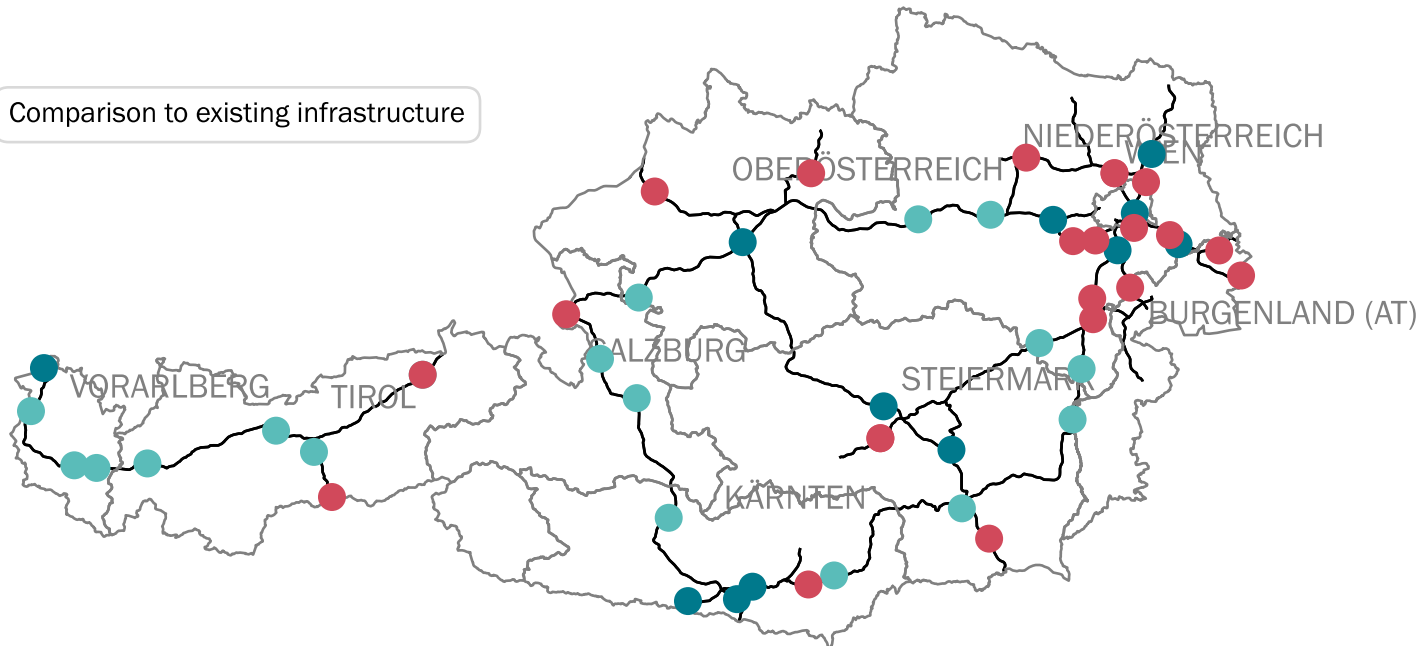 Comparison to existing infrastructure
NIEDERÖSTERREICH
WIEN
OBERÖSTERREICH
BURGENLAND (AT)
SALZBURG
STEIERMARK
VORARLBERG
TIROL
KÄRNTEN